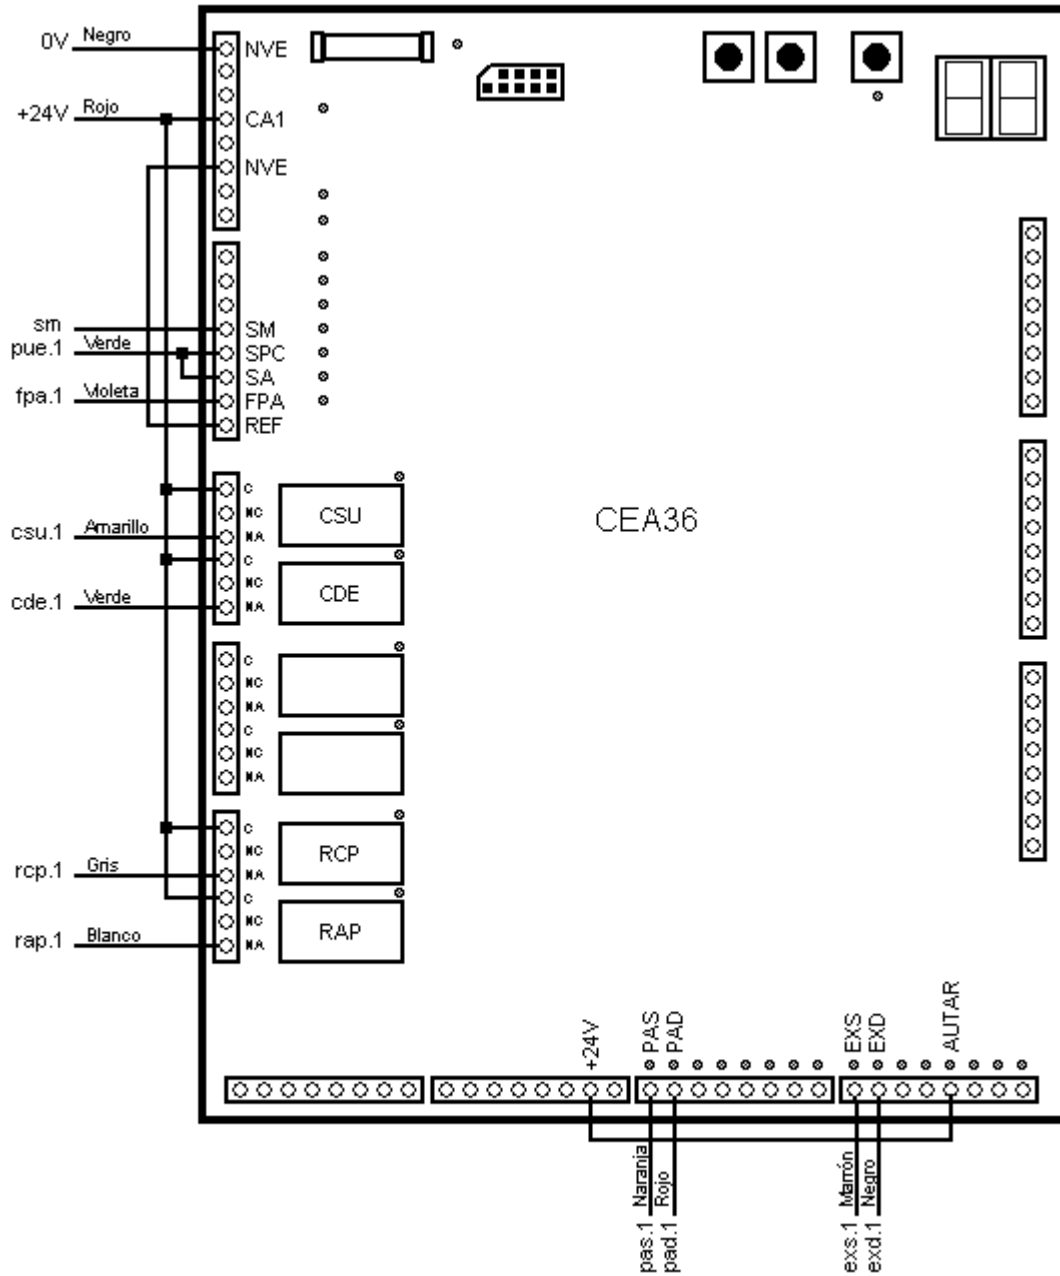 0V Negro NVE
+24V Rojo CA1
NVE
sm SM
pue.1 Verde SPC
SA
fpa.1 Violeta FPA
REF
C
NC CSU
csu.1 Amarillo NA
C
NC CDE
cde.1 Verde NA
CEA36
C
NC
NA
C
NC
NA
C
NC RCP
rcp.1 Gris NA
C
NC RAP
rap.1 Blanco NA
+24V
PAS
PAD
EXS
EXD
AUTAR
pas.1 Naranja
pad.1 Rojo
exs.1 Marrón
exd.1 Negro